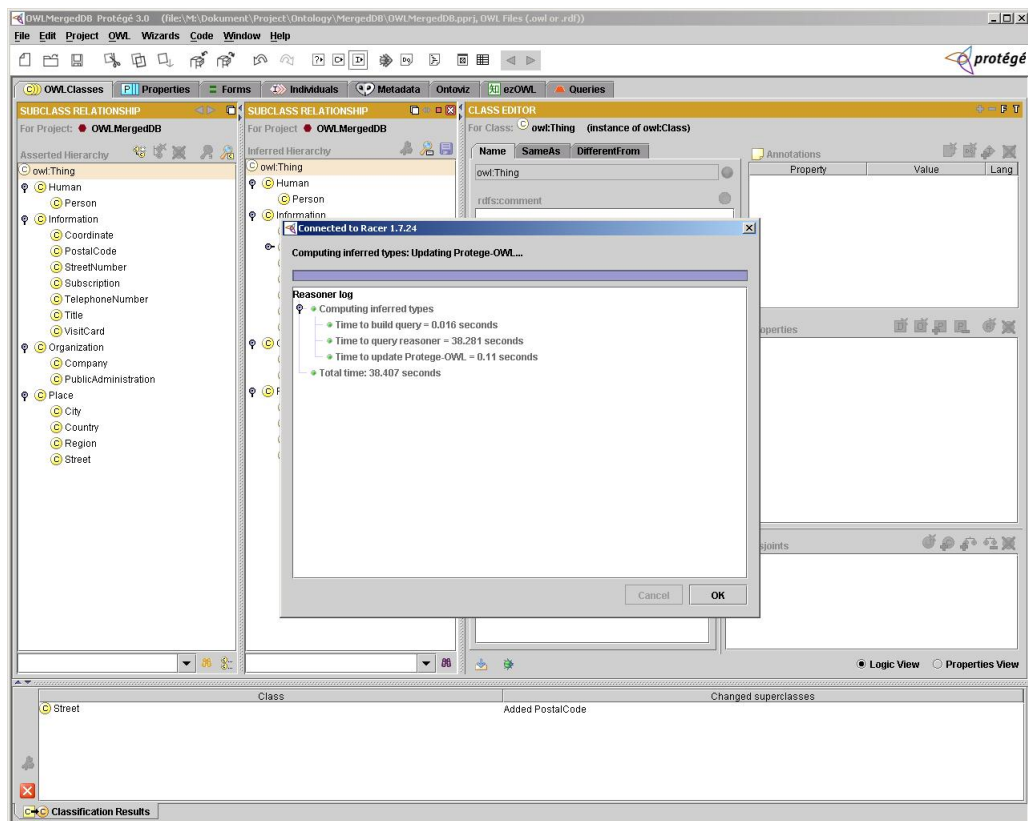 OWLMergedDB Protégé 3.0 (file:\M:\Dokument\Project\Ontology\MergedDB\OWLMergedDB.pprj, OWL Files (.owl or .rdf))
File Edit Project OWL Wizards Code Window Help
protégé
OWLClasses Properties Forms Individuals Metadata Ontoviz ezOWL Queries
SUBCLASS RELATIONSHIP
For Project: OWLMergedDB
Asserted Hierarchy
owl:Thing
Human
Person
Information
Coordinate
PostalCode
StreetNumber
Subscription
TelephoneNumber
Title
VisitCard
Organization
Company
PublicAdministration
Place
City
Country
Region
Street
SUBCLASS RELATIONSHIP
For Project OWLMergedDB
Inferred Hierarchy
owl:Thing
Human
Person
Information
CLASS EDITOR
For Class: owl:Thing (instance of owl:Class)
Name SameAs DifferentFrom
owl:Thing
rdfs:comment
Annotations
Property Value Lang
Connected to Racer 1.7.24
Computing inferred types: Updating Protege-OWL...
Reasoner log
Computing inferred types
Time to build query = 0.016 seconds
Time to query reasoner = 38.281 seconds
Time to update Protege-OWL = 0.11 seconds
Total time: 38.407 seconds
Cancel OK
operties
sjoints
Logic View Properties View
Class Changed superclasses
Street Added PostalCode
Classification Results